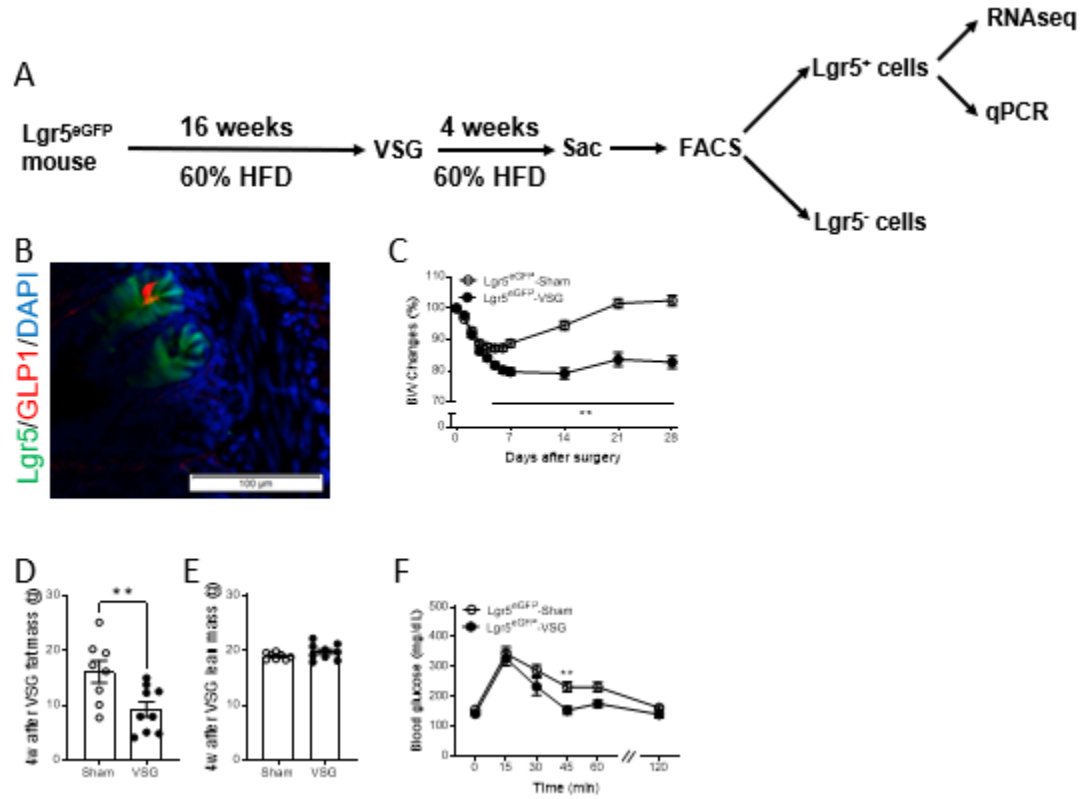 A
Lgr5eGFP
mouse
16 weeks
60% HFD
VSG
4 weeks
60% HFD
Sac
FACS
Lgr5+ cells
RNAseq
qPCR
Lgr5- cells
B
Lgr5/GLP1/DAPI
100 µm
C
BW Changes (%)
110
100
90
80
70
0
Lgr5eGFP-Sham
Lgr5eGFP-VSG
**
0 7 14 21 28
Days after surgery
D
4w after VSG fat mass (g)
30
20
10
0
**
Sham VSG
E
4w after VSG lean mass (g)
30
20
10
0
Sham VSG
F
Blood glucose (mg/dL)
500
400
300
200
100
0
Lgr5eGFP-Sham
Lgr5eGFP-VSG
**
0 15 30 45 60 // 120
Time (min)